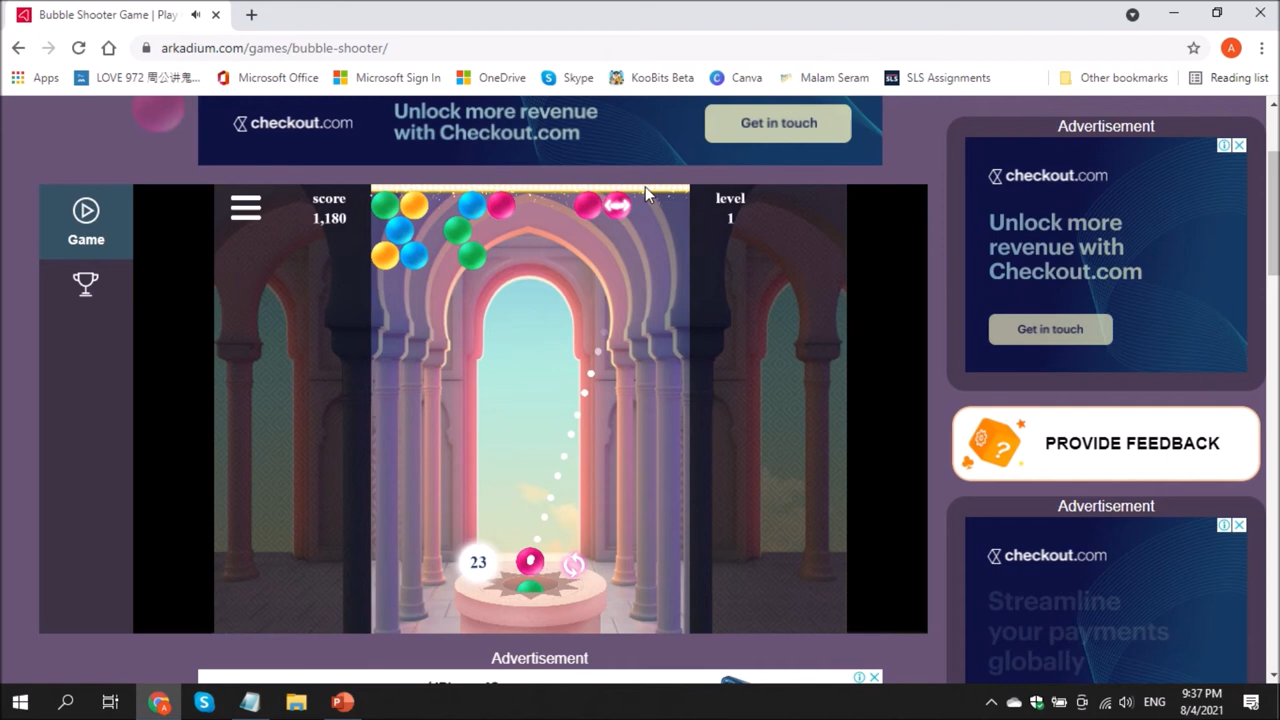 Bubble Shooter Game | Play
arkadium.com/games/bubble-shooter/
A
Apps
LOVE 972 周公讲鬼...
Microsoft Office
Microsoft Sign In
OneDrive
Skype
KooBits Beta
Canva
Malam Seram
SLS
SLS Assignments
Other bookmarks
Reading list
checkout.com
Unlock more revenue
with Checkout.com
Get in touch
Advertisement
checkout.com
Unlock more
revenue with
Checkout.com
Get in touch
Game
score
1,180
level
1
23
PROVIDE FEEDBACK
Advertisement
checkout.com
Streamline
your payments
globally
Advertisement
ENG
9:37 PM
8/4/2021